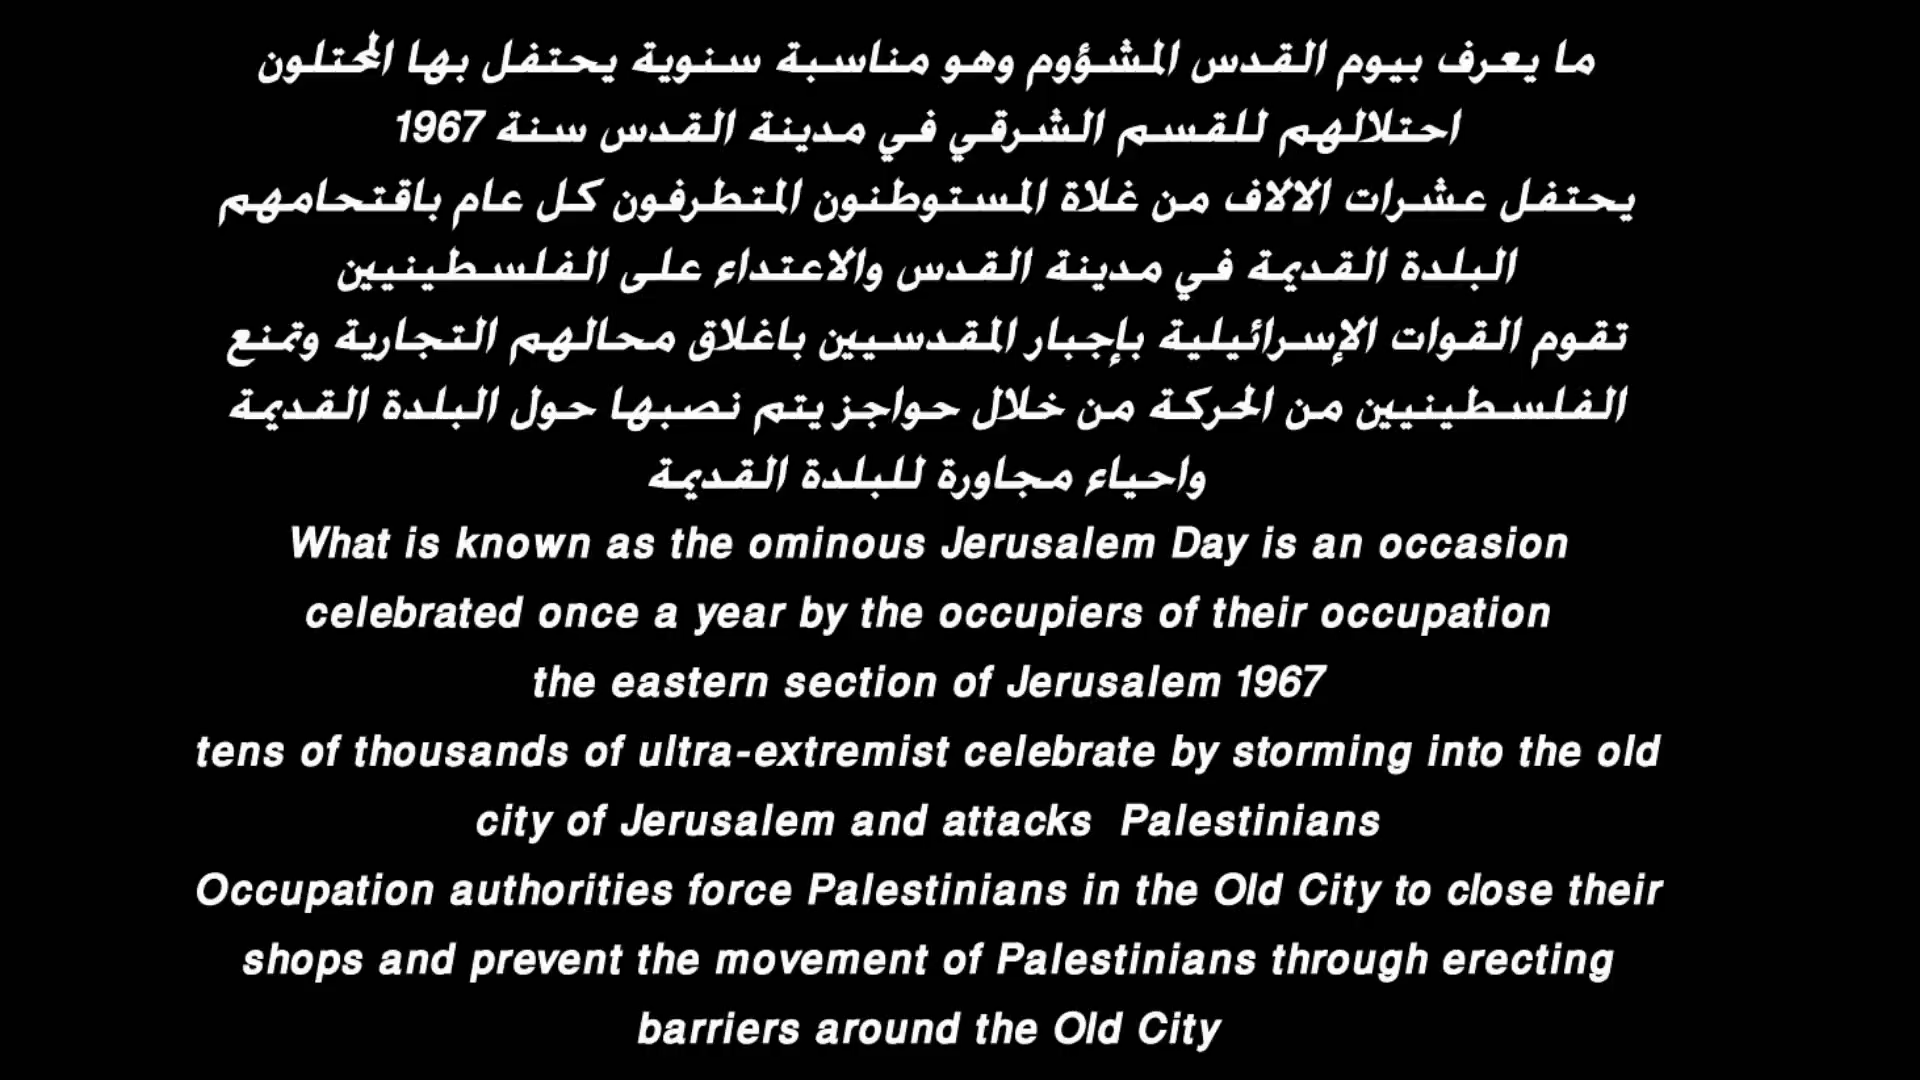 ما يعرف بيوم القدس المشؤوم وهو مناسبة سنوية يحتفل بها المحتلون
احتلالهم للقسم الشرقي في مدينة القدس سنة 1967
يحتفل عشرات الالاف من غلاة المستوطنون المتطرفون كل عام باقتحامهم
البلدة القديمة في مدينة القدس والاعتداء على الفلسطينيين
تقوم القوات الإسرائيلية بإجبار المقدسيين باغلاق محالهم التجارية وتمنع
الفلسطينيين من الحركة من خلال حواجز يتم نصبها حول البلدة القديمة
واحياء مجاورة للبلدة القديمة
What is known as the ominous Jerusalem Day is an occasion
celebrated once a year by the occupiers of their occupation
the eastern section of Jerusalem 1967
tens of thousands of ultra-extremist celebrate by storming into the old
city of Jerusalem and attacks  Palestinians
Occupation authorities force Palestinians in the Old City to close their
shops and prevent the movement of Palestinians through erecting
barriers around the Old City